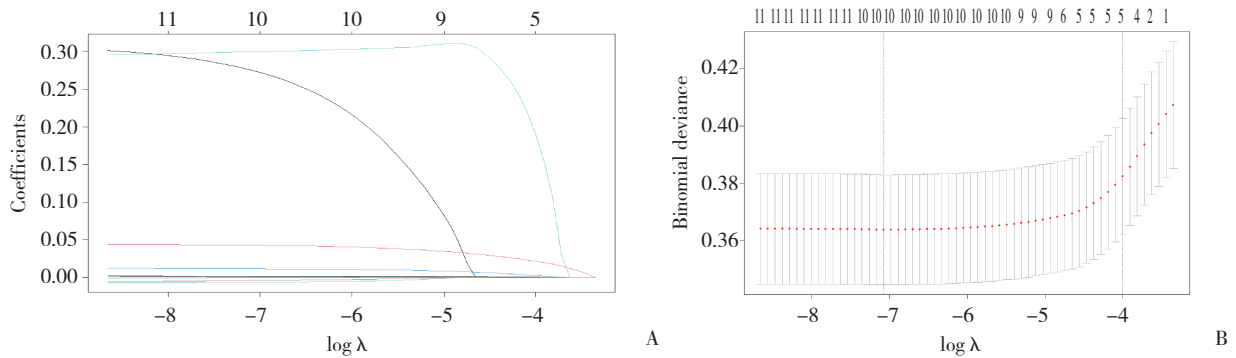 11 10 10 9 5
0.30
0.25
0.20
0.15
0.10
0.05
0.00
Coefficients
−8 −7 −6 −5 −4
log λ
A
11 11 11 11 11 11 11 10 10 10 10 10 10 10 10 10 10 10 9 9 9 6 5 5 5 5 4 2 1
0.42
0.40
0.38
0.36
Binomial deviance
−8 −7 −6 −5 −4
log λ
B